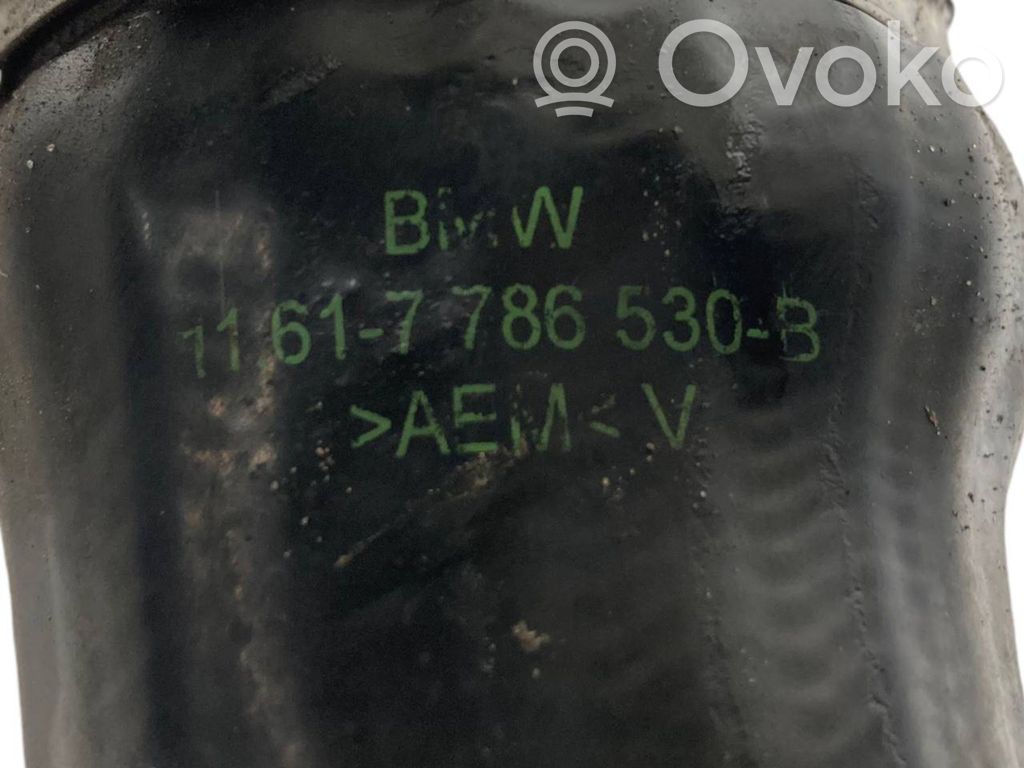 Ovoko
BMW
11.61-7 786 530-B
>AEM< V